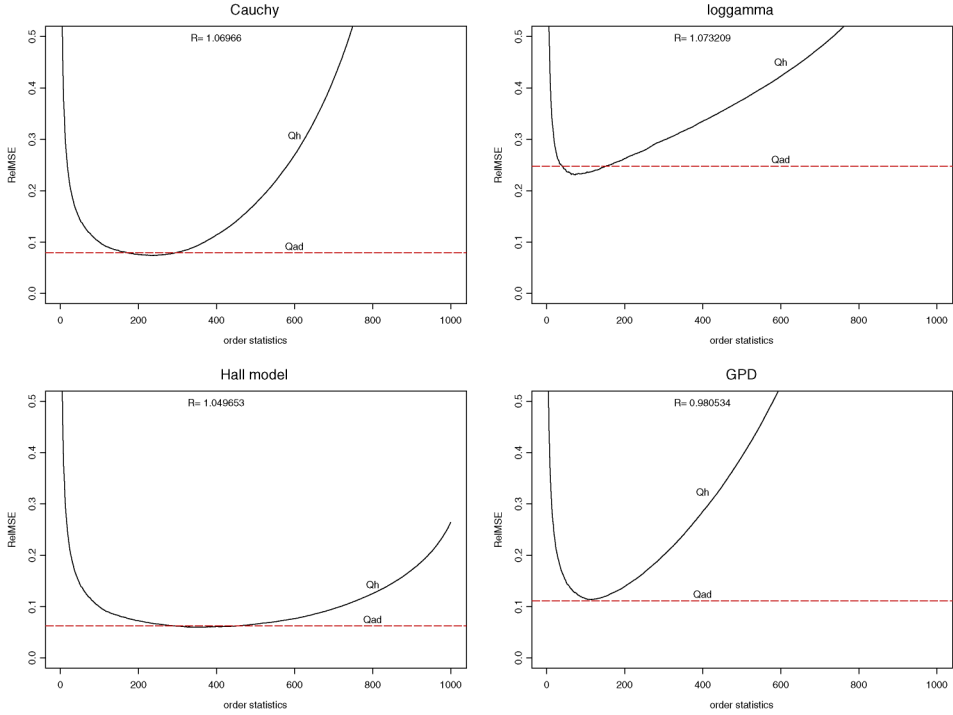 Cauchy
R= 1.06966
Qh
Qad
RelMSE
0.0 0.1 0.2 0.3 0.4 0.5
0 200 400 600 800 1000
order statistics
loggamma
R= 1.073209
Qh
Qad
RelMSE
0.0 0.1 0.2 0.3 0.4 0.5
0 200 400 600 800 1000
order statistics
Hall model
R= 1.049653
Qh
Qad
RelMSE
0.0 0.1 0.2 0.3 0.4 0.5
0 200 400 600 800 1000
order statistics
GPD
R= 0.980534
Qh
Qad
RelMSE
0.0 0.1 0.2 0.3 0.4 0.5
0 200 400 600 800 1000
order statistics